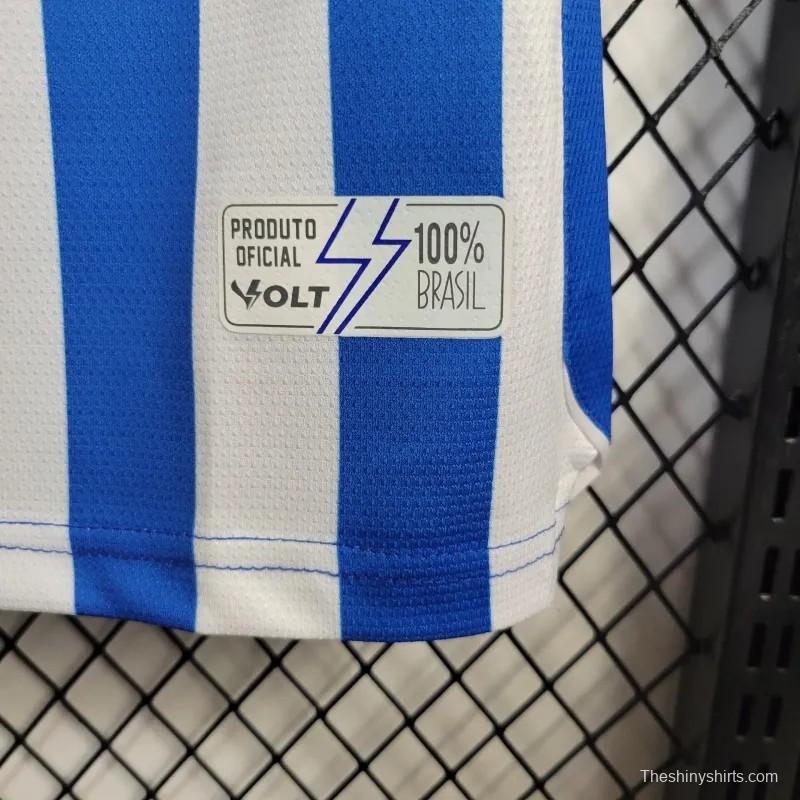 PRODUTO
OFICIAL
VOLT
100%
BRASIL
Theshinyshirts.com